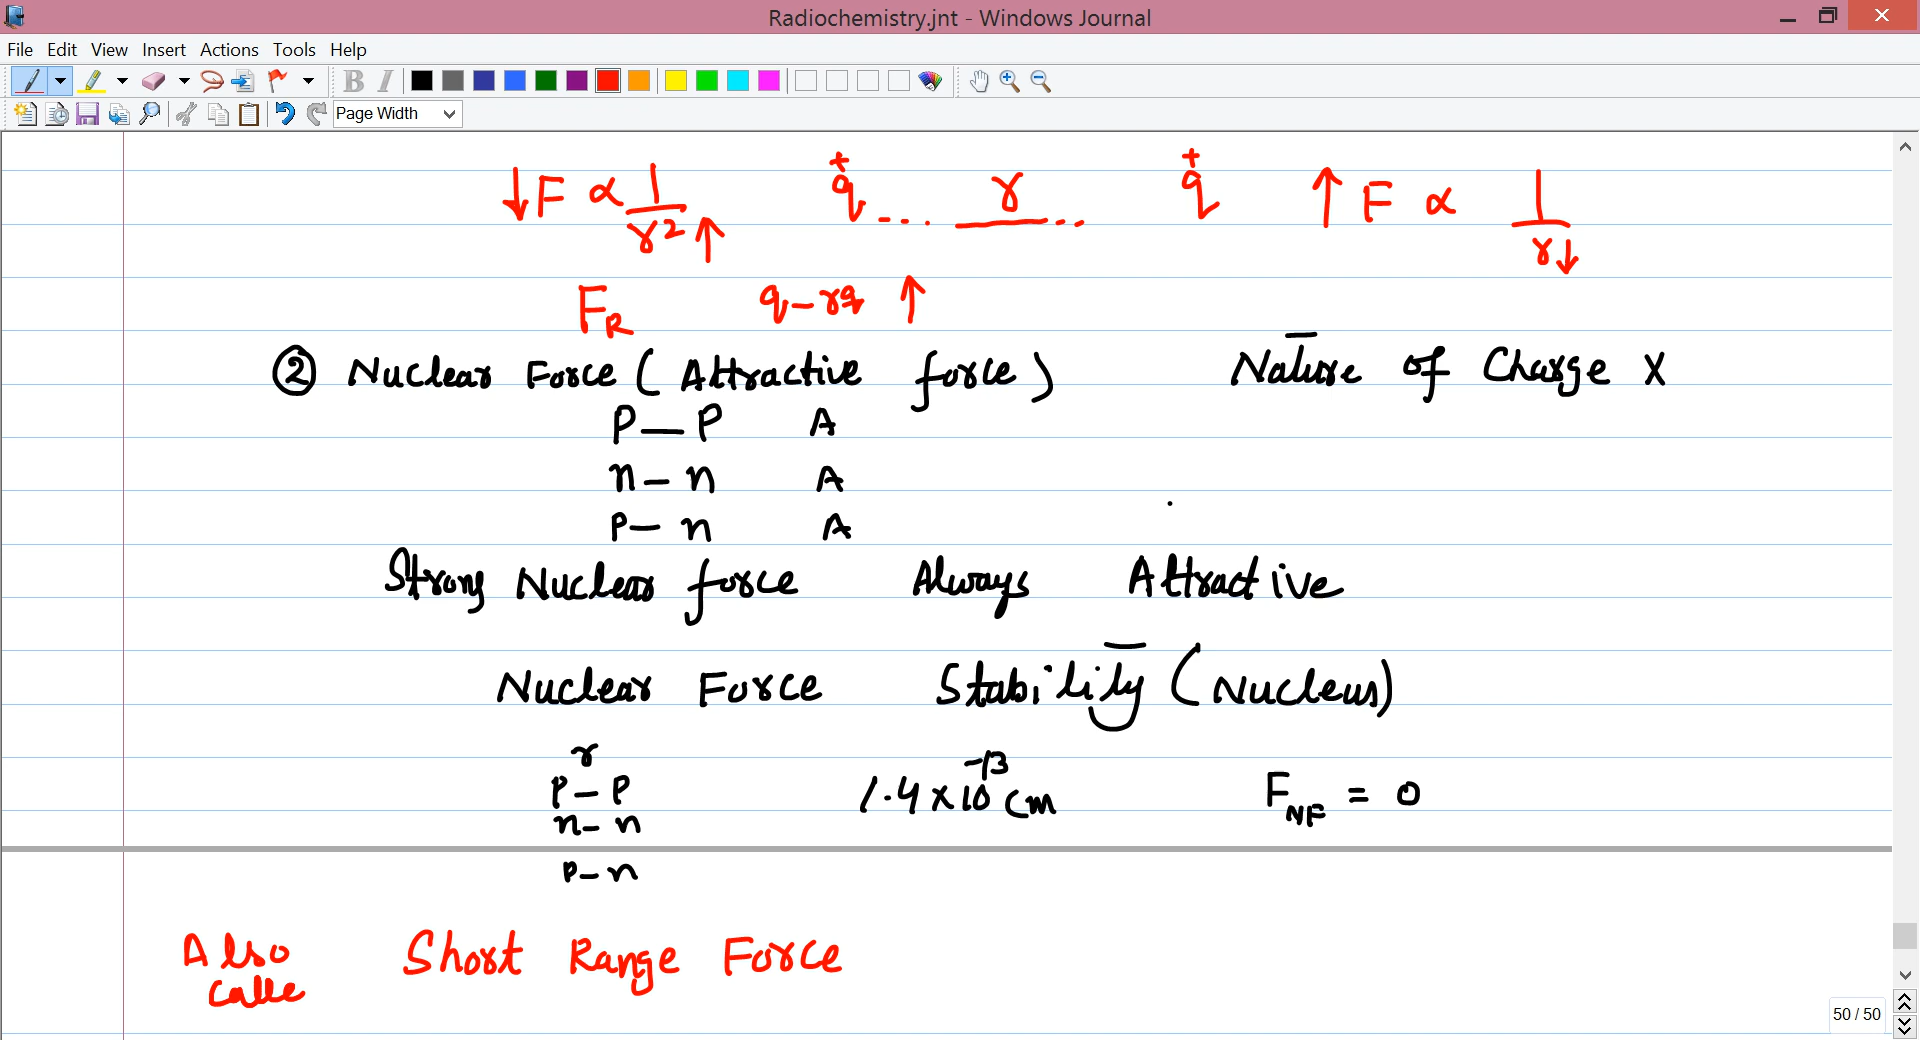 Radiochemistry.jnt - Windows Journal
File Edit View Insert Actions Tools Help
B I
Page Width
↓F ∝ 1/r² ↑ +q ... r ... +q ↑ F ∝ 1/r↓
F_R q–rq ↑
② Nuclear Force (Attractive force) Nature of Charge X
P — P A
n — n A
P — n A
Strong Nuclear force Always Attractive
Nuclear Force Stability (Nucleus)
r
P — P 1.4 × 10⁻¹³ cm F_NF = 0
n — n
P — n
Also Short Range Force
calle
50 / 50